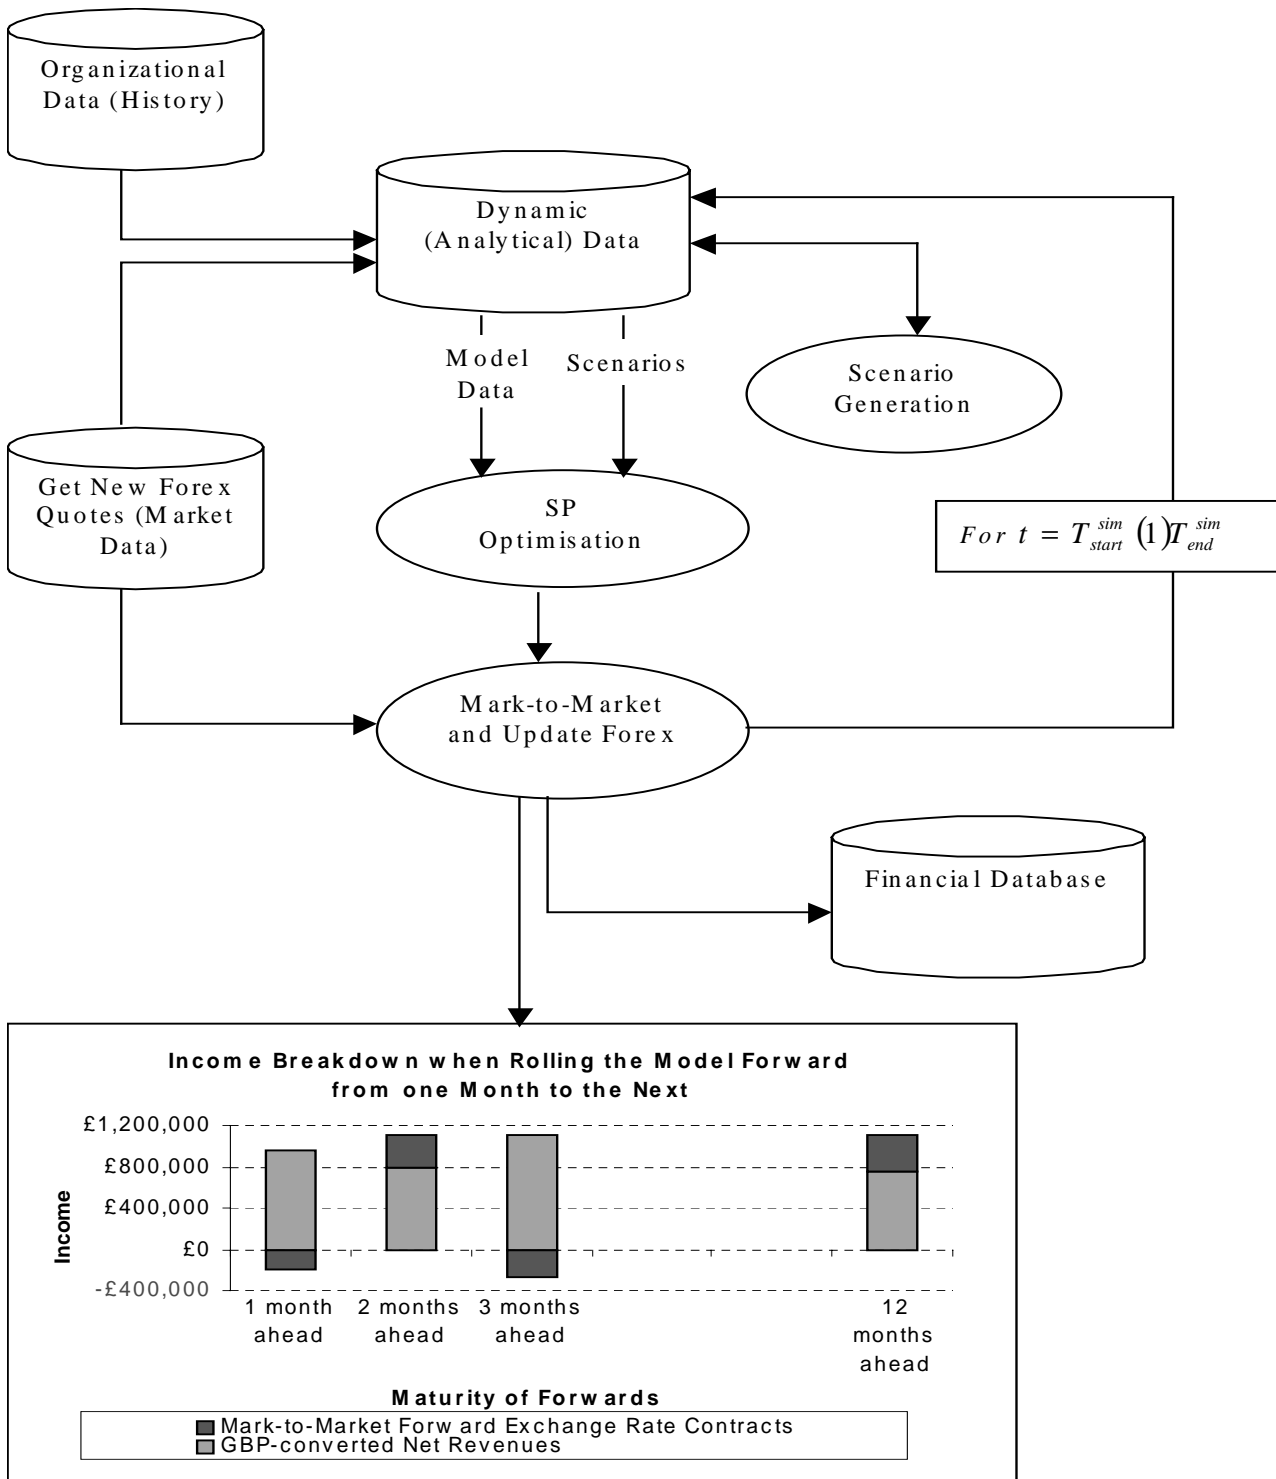 Organizational
Data (History)
Dynamic
(Analytical) Data
Model
Data
Scenarios
Scenario
Generation
Get New Forex
Quotes (Market
Data)
SP
Optimisation
For t = T_start^sim (1)T_end^sim
Mark-to-Market
and Update Forex
Financial Database
Income Breakdown when Rolling the Model Forward
from one Month to the Next
£1,200,000
£800,000
£400,000
£0
-£400,000
Income
1 month
ahead
2 months
ahead
3 months
ahead
12
months
ahead
Maturity of Forwards
Mark-to-Market Forward Exchange Rate Contracts
GBP-converted Net Revenues